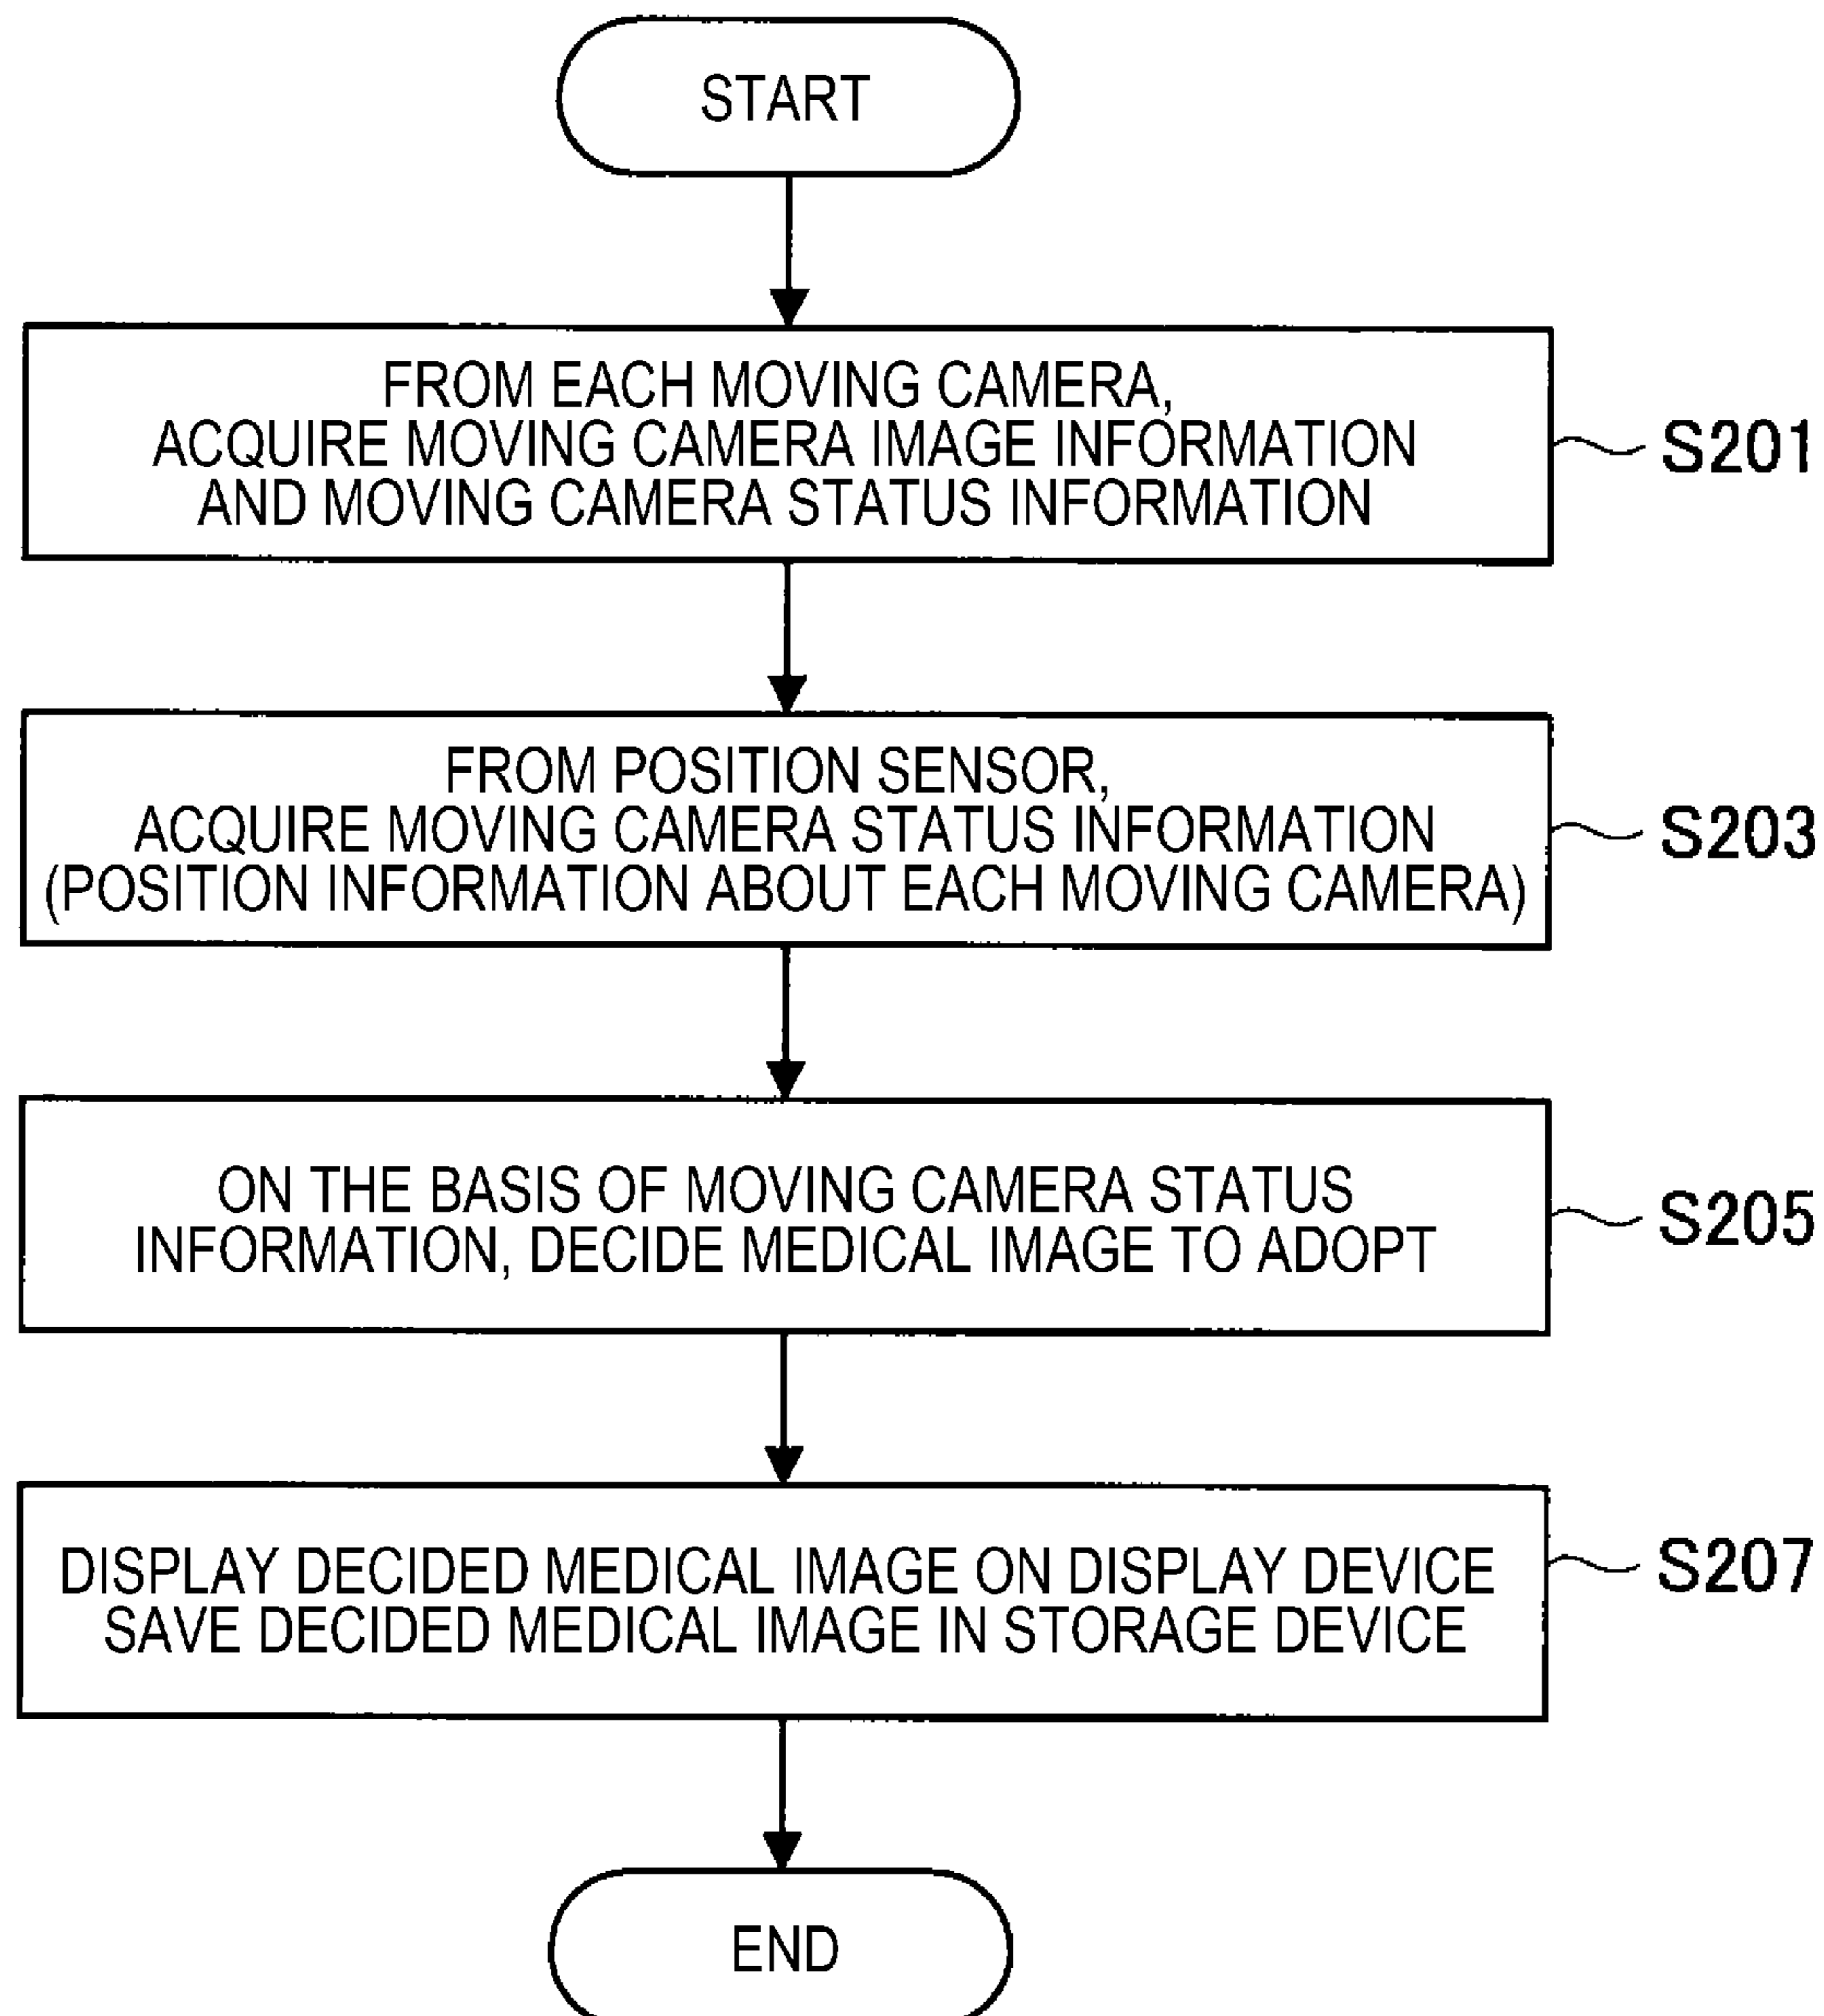 START
FROM EACH MOVING CAMERA,
ACQUIRE MOVING CAMERA IMAGE INFORMATION
AND MOVING CAMERA STATUS INFORMATION
S201
FROM POSITION SENSOR,
ACQUIRE MOVING CAMERA STATUS INFORMATION
(POSITION INFORMATION ABOUT EACH MOVING CAMERA)
S203
ON THE BASIS OF MOVING CAMERA STATUS
INFORMATION, DECIDE MEDICAL IMAGE TO ADOPT
S205
DISPLAY DECIDED MEDICAL IMAGE ON DISPLAY DEVICE
SAVE DECIDED MEDICAL IMAGE IN STORAGE DEVICE
S207
END